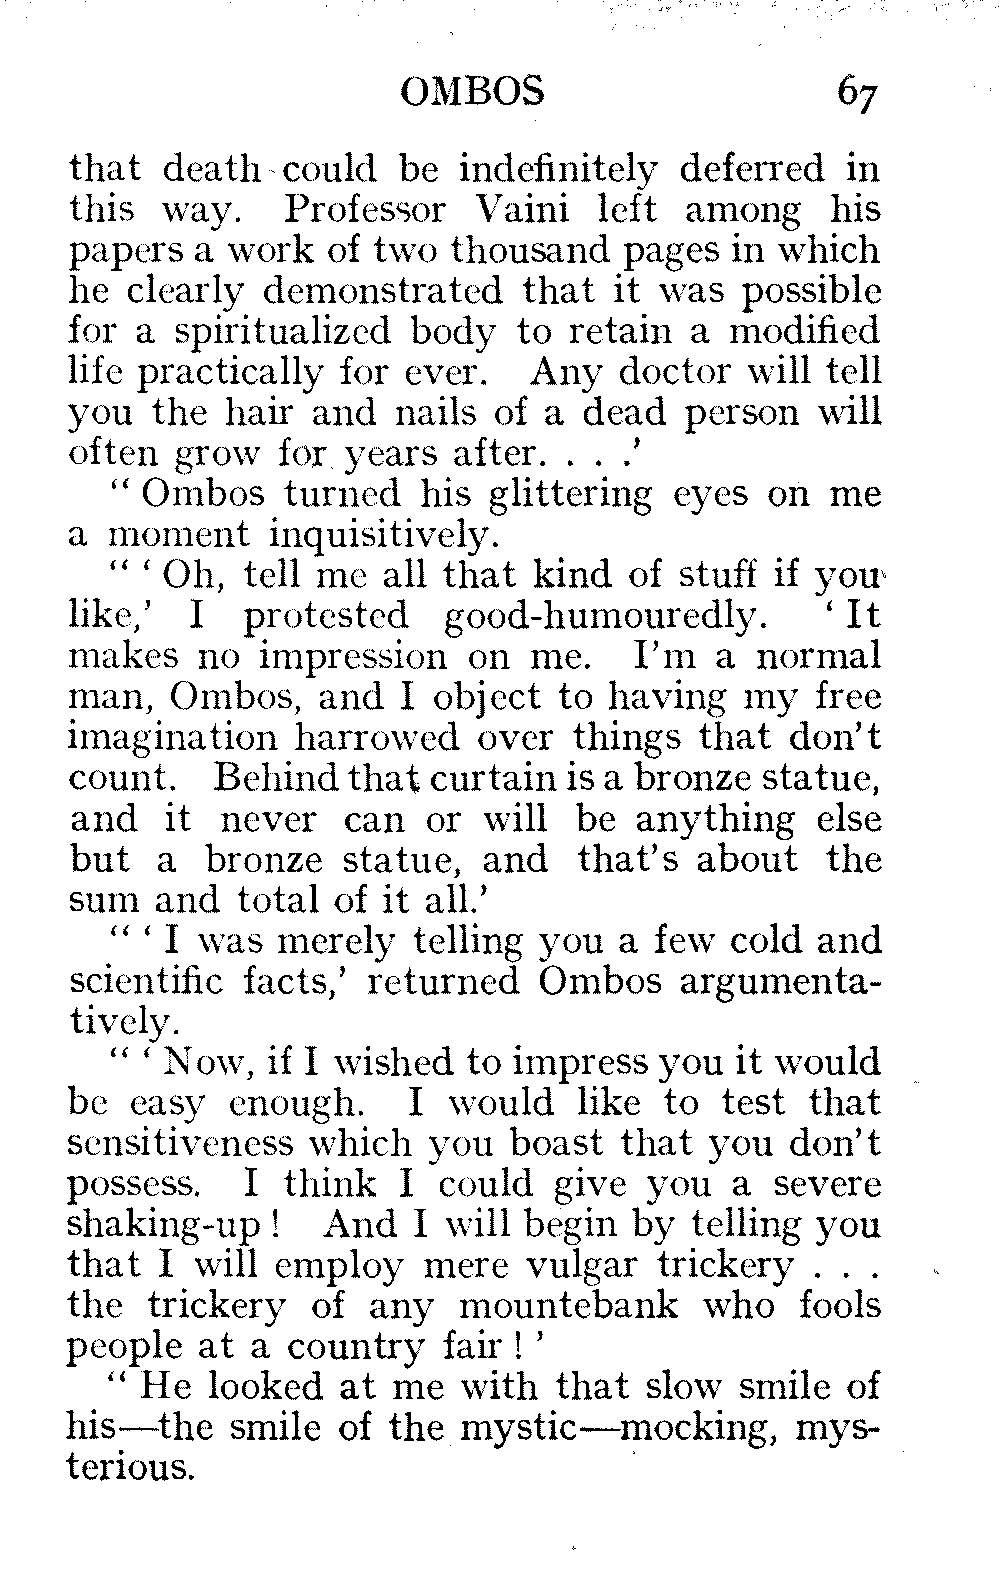 OMBOS 67
that death could be indefinitely deferred in
this way. Professor Vaini left among his
papers a work of two thousand pages in which
he clearly demonstrated that it was possible
for a spiritualized body to retain a modified
life practically for ever. Any doctor will tell
you the hair and nails of a dead person will
often grow for years after. . . .’
“ Ombos turned his glittering eyes on me
a moment inquisitively.
“ ‘ Oh, tell me all that kind of stuff if you
like,’ I protested good-humouredly. ‘ It
makes no impression on me. I’m a normal
man, Ombos, and I object to having my free
imagination harrowed over things that don’t
count. Behind that curtain is a bronze statue,
and it never can or will be anything else
but a bronze statue, and that’s about the
sum and total of it all.’
“ ‘ I was merely telling you a few cold and
scientific facts,’ returned Ombos argumenta-
tively.
“ ‘ Now, if I wished to impress you it would
be easy enough. I would like to test that
sensitiveness which you boast that you don’t
possess. I think I could give you a severe
shaking-up ! And I will begin by telling you
that I will employ mere vulgar trickery . . .
the trickery of any mountebank who fools
people at a country fair ! ’
“ He looked at me with that slow smile of
his—the smile of the mystic—mocking, mys-
terious.